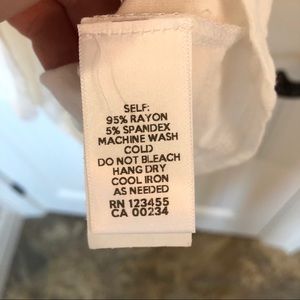 SELF:
95% RAYON
5% SPANDEX
MACHINE WASH
COLD
DO NOT BLEACH
HANG DRY
COOL IRON
AS NEEDED
RN 123455
CA 00234